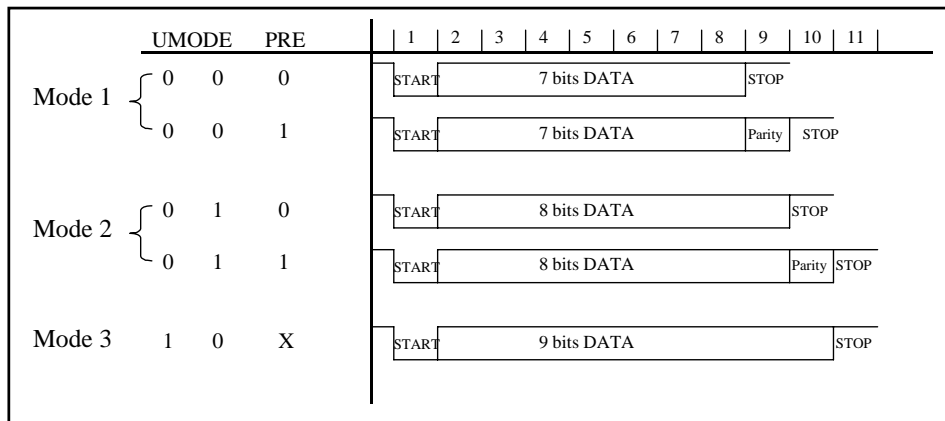 UMODE PRE 1 2 3 4 5 6 7 8 9 10 11
Mode 1
0 0 0 START 7 bits DATA STOP
0 0 1 START 7 bits DATA Parity STOP
Mode 2
0 1 0 START 8 bits DATA STOP
0 1 1 START 8 bits DATA Parity STOP
Mode 3 1 0 X START 9 bits DATA STOP